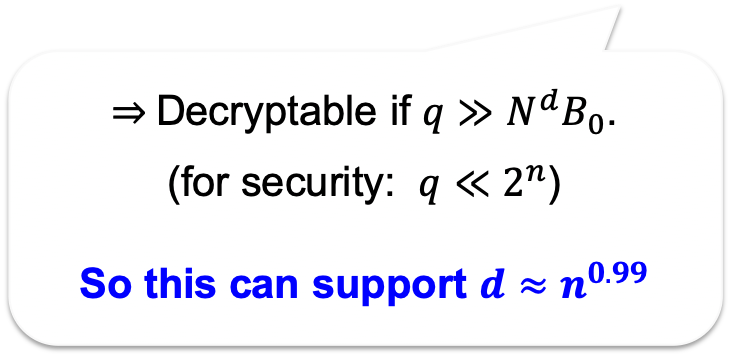 ⇒ Decryptable if q ≫ N^d B_0.
(for security: q ≪ 2^n)
So this can support d ≈ n^0.99